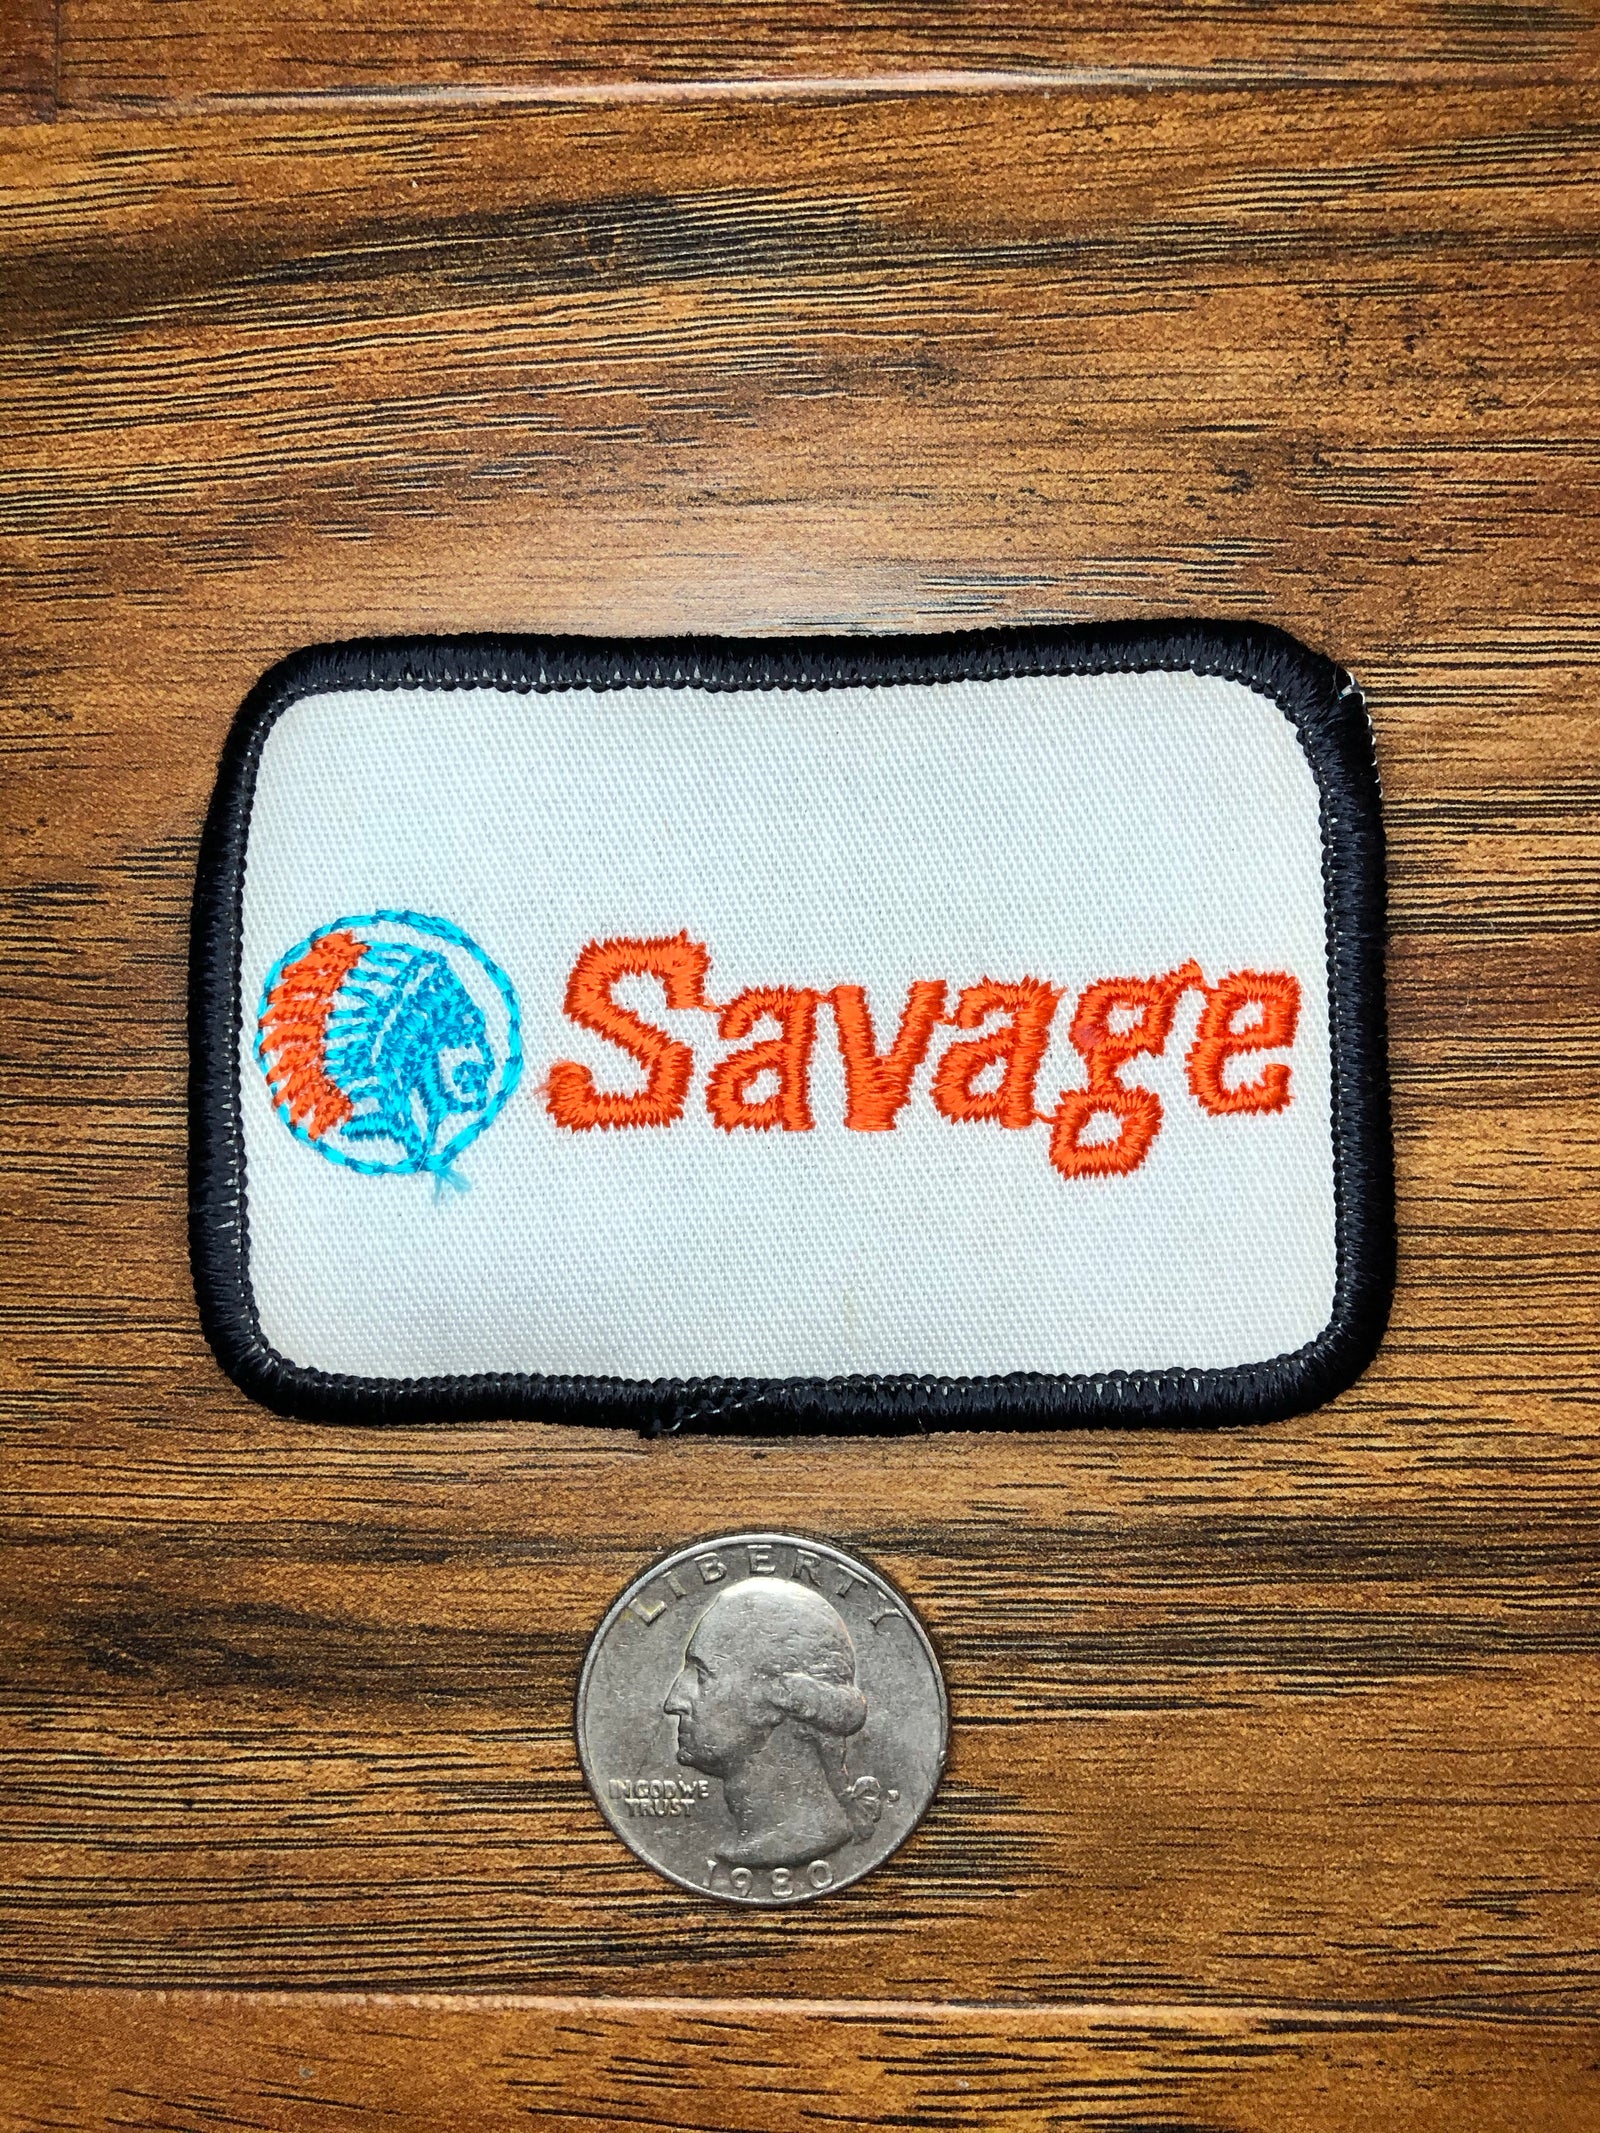 Savage
LIBERTY
IN GOD WE
TRUST
D
1980